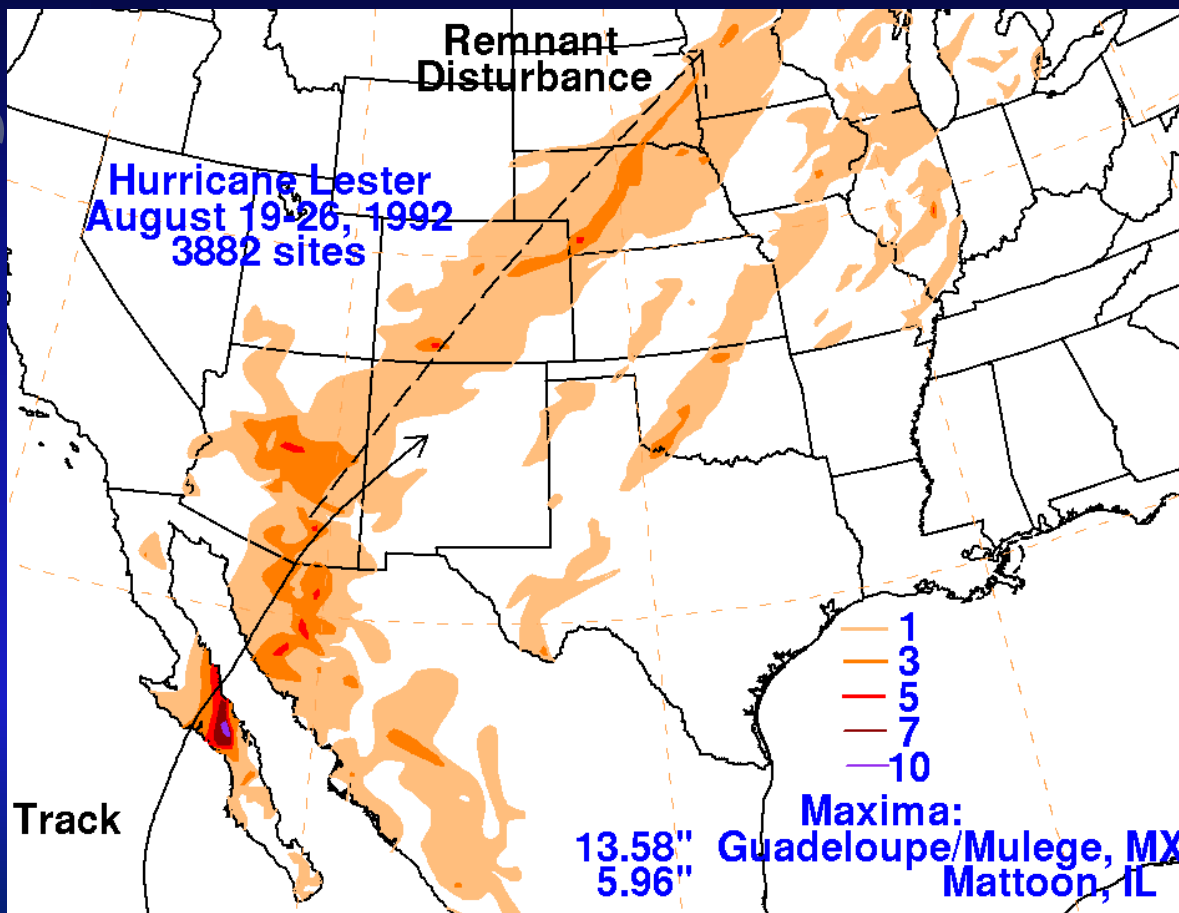 Remnant
Disturbance
Hurricane Lester
August 19-26, 1992
3882 sites
1
3
5
7
10
Track
Maxima:
13.58" Guadeloupe/Mulege, MX
5.96" Mattoon, IL